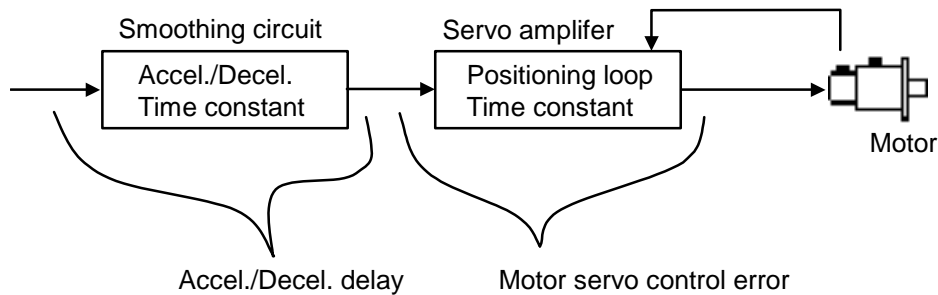 Smoothing circuit
Servo amplifer
Accel./Decel.
Time constant
Positioning loop
Time constant
Motor
Accel./Decel. delay
Motor servo control error